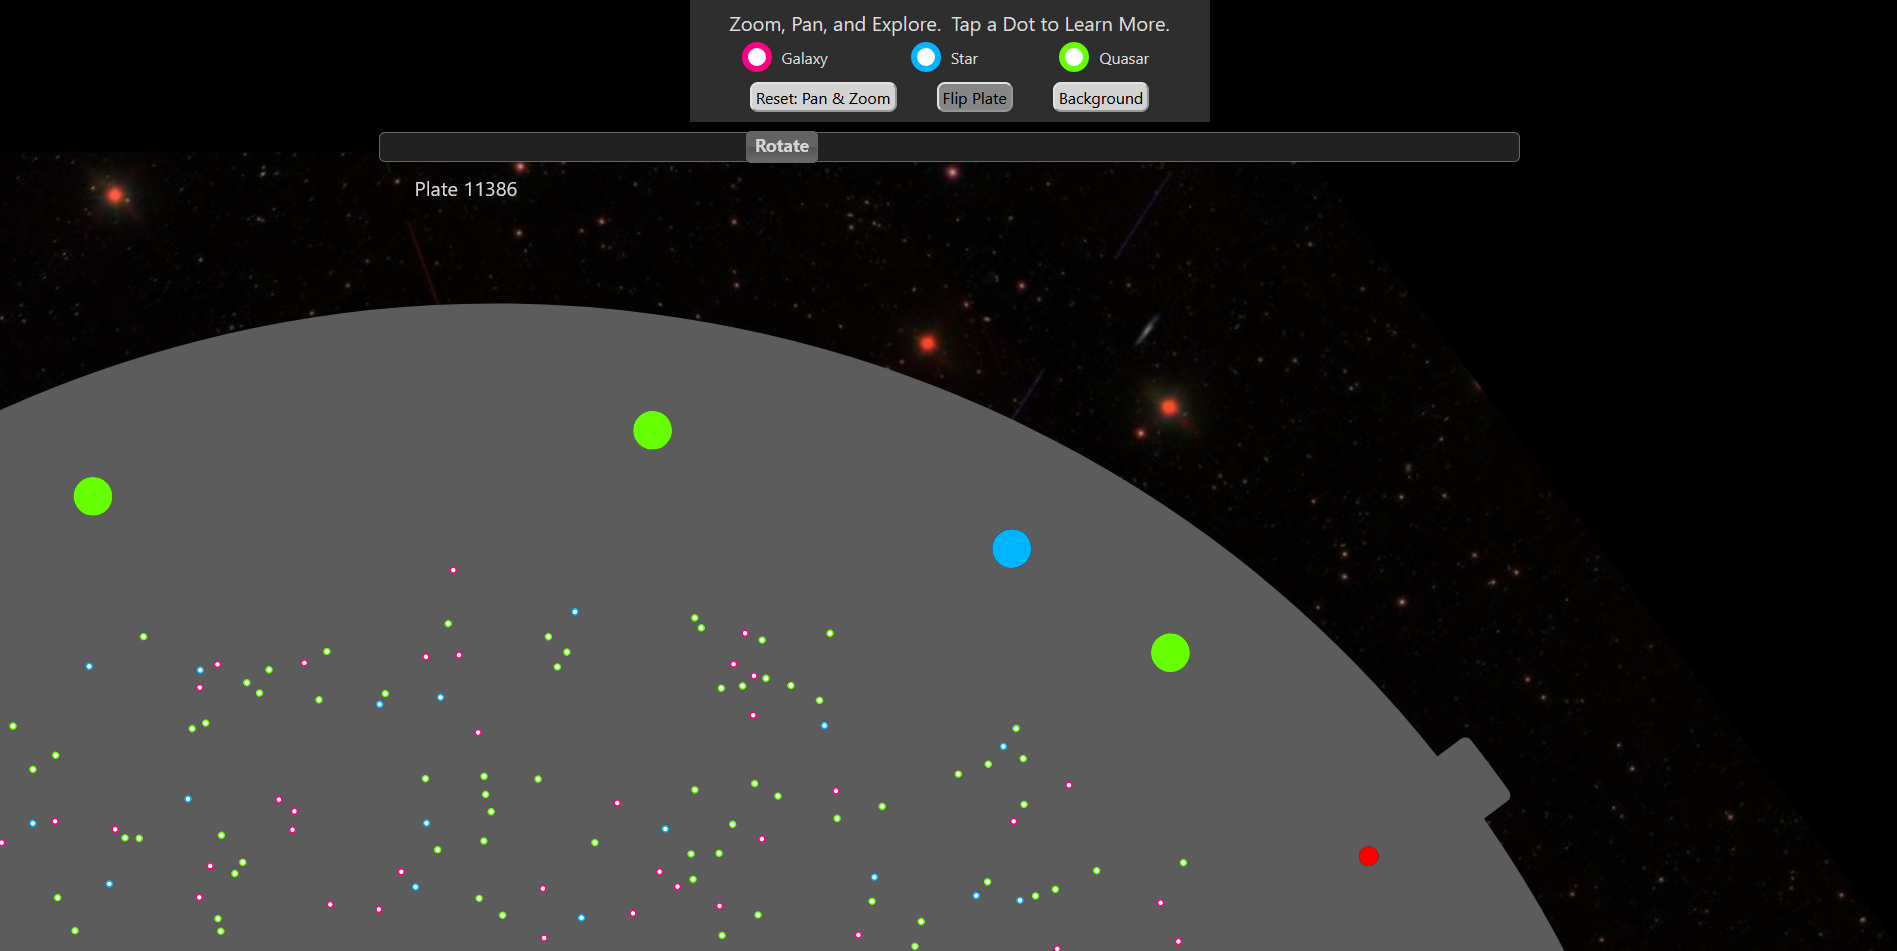 Zoom, Pan, and Explore.  Tap a Dot to Learn More.
Galaxy Star Quasar
Reset: Pan & Zoom Flip Plate Background
Rotate
Plate 11386